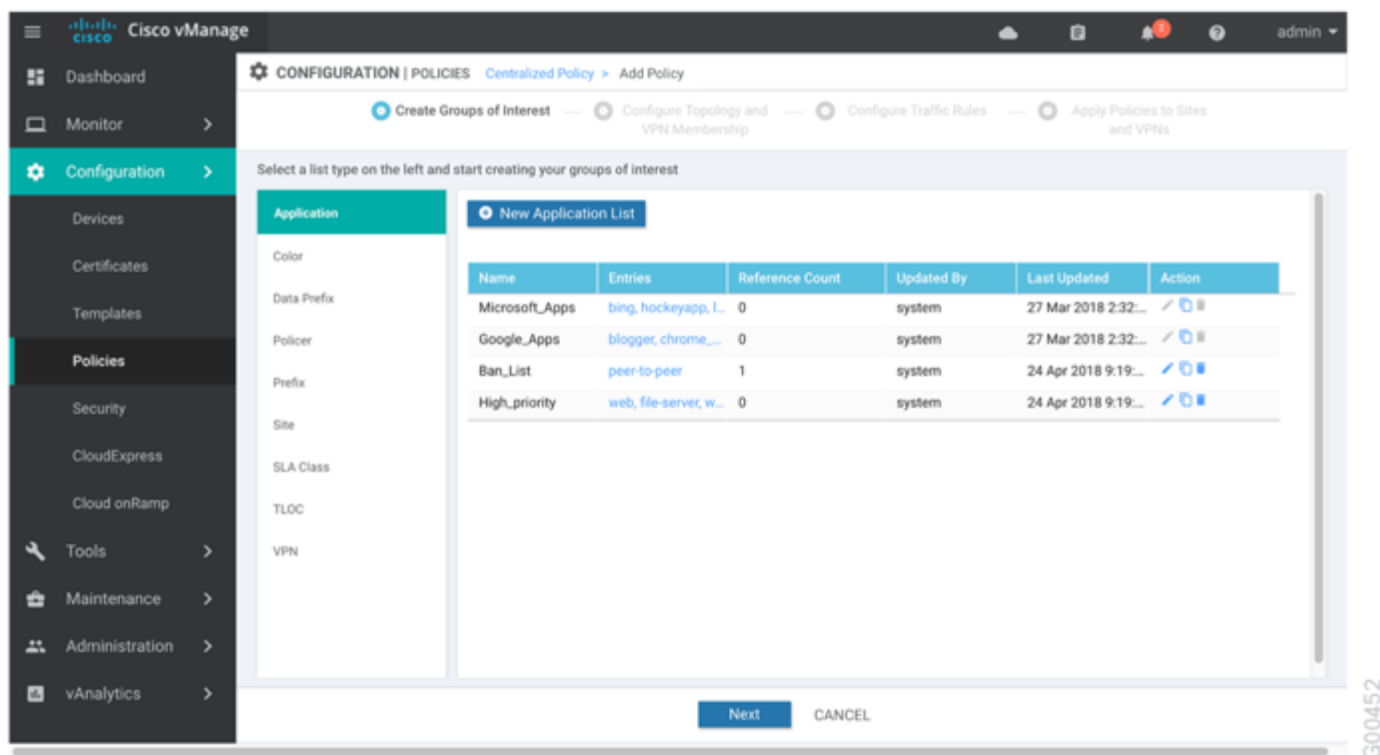 cisco Cisco vManage
2
admin
Dashboard
Monitor
Configuration
Devices
Certificates
Templates
Policies
Security
CloudExpress
Cloud onRamp
Tools
Maintenance
Administration
vAnalytics
CONFIGURATION | POLICIES Centralized Policy > Add Policy
Create Groups of Interest
Configure Topology and
VPN Membership
Configure Traffic Rules
Apply Policies to Sites
and VPNs
Select a list type on the left and start creating your groups of interest
Application
Color
Data Prefix
Policer
Prefix
Site
SLA Class
TLOC
VPN
New Application List
Name Entries Reference Count Updated By Last Updated Action
Microsoft_Apps bing, hockeyapp, l... 0 system 27 Mar 2018 2:32:...
Google_Apps blogger, chrome_... 0 system 27 Mar 2018 2:32:...
Ban_List peer-to-peer 1 system 24 Apr 2018 9:19:...
High_priority web, file-server, w... 0 system 24 Apr 2018 9:19:...
Next CANCEL
G00452